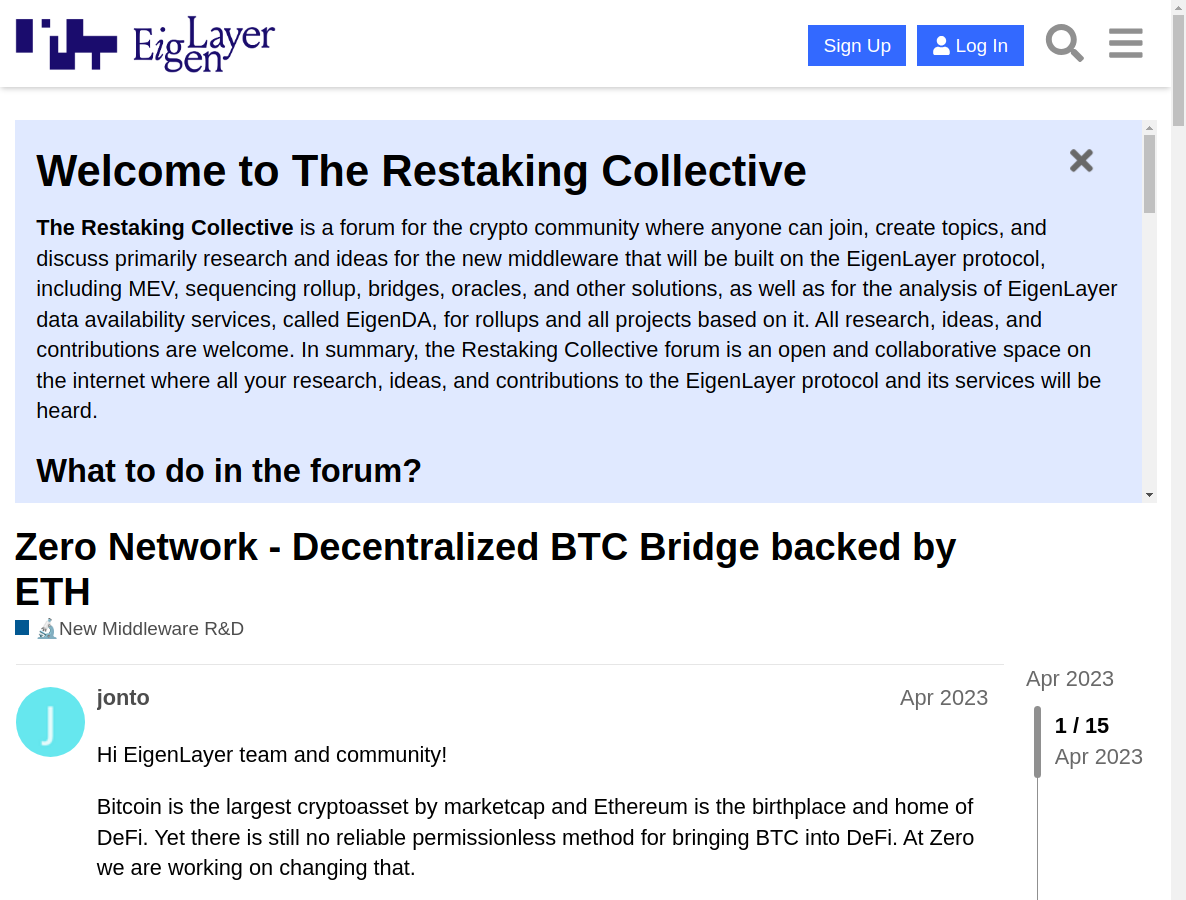 EigenLayer
Sign Up
Log In
Welcome to The Restaking Collective
The Restaking Collective is a forum for the crypto community where anyone can join, create topics, and
discuss primarily research and ideas for the new middleware that will be built on the EigenLayer protocol,
including MEV, sequencing rollup, bridges, oracles, and other solutions, as well as for the analysis of EigenLayer
data availability services, called EigenDA, for rollups and all projects based on it. All research, ideas, and
contributions are welcome. In summary, the Restaking Collective forum is an open and collaborative space on
the internet where all your research, ideas, and contributions to the EigenLayer protocol and its services will be
heard.
What to do in the forum?
Zero Network - Decentralized BTC Bridge backed by
ETH
New Middleware R&D
J
jonto
Apr 2023
Apr 2023
1 / 15
Apr 2023
Hi EigenLayer team and community!
Bitcoin is the largest cryptoasset by marketcap and Ethereum is the birthplace and home of
DeFi. Yet there is still no reliable permissionless method for bringing BTC into DeFi. At Zero
we are working on changing that.